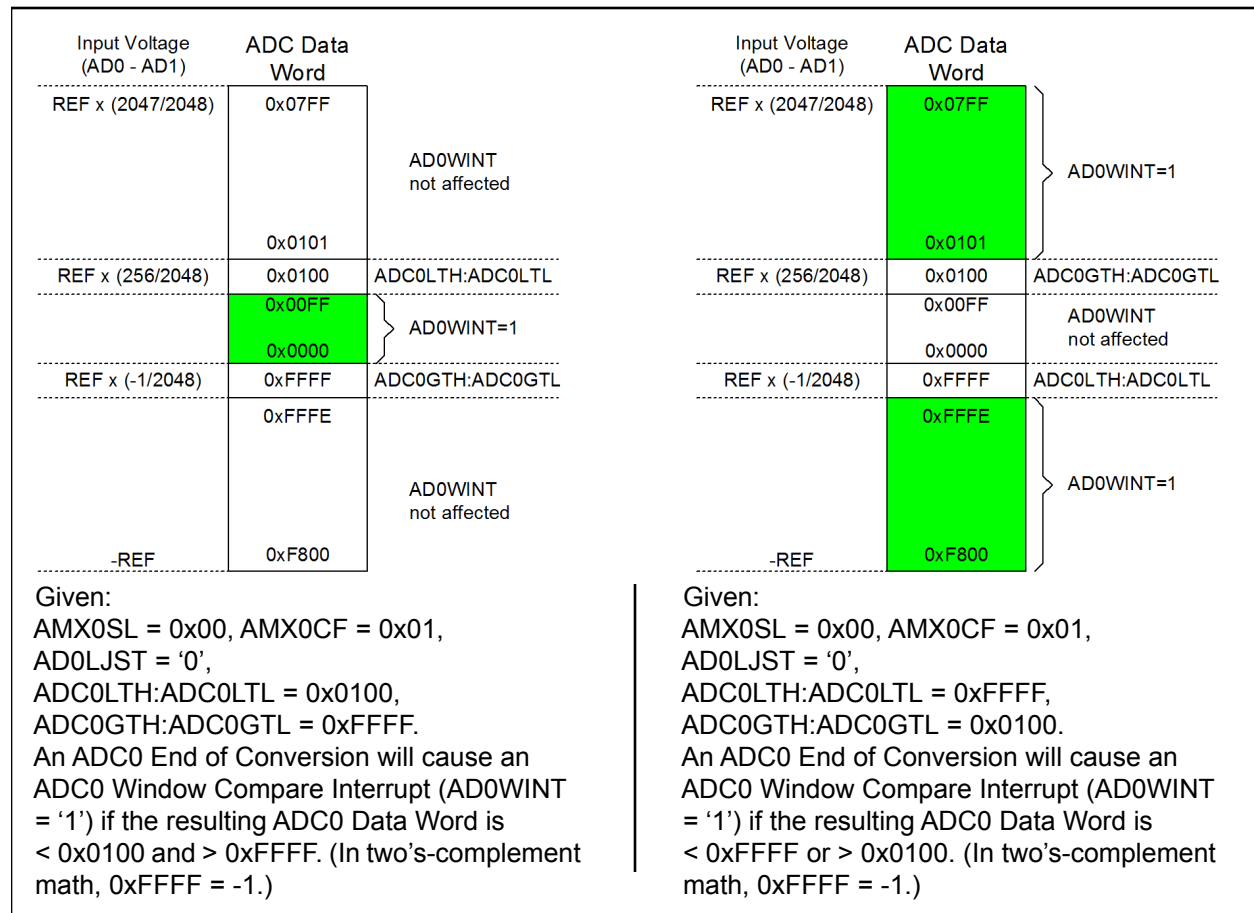 Input Voltage
(AD0 - AD1)
ADC Data
Word
REF x (2047/2048)
0x07FF
AD0WINT
not affected
0x0101
REF x (256/2048)
0x0100
ADC0LTH:ADC0LTL
0x00FF
AD0WINT=1
0x0000
REF x (-1/2048)
0xFFFF
ADC0GTH:ADC0GTL
0xFFFE
AD0WINT
not affected
-REF
0xF800
Given:
AMX0SL = 0x00, AMX0CF = 0x01,
AD0LJST = ‘0’,
ADC0LTH:ADC0LTL = 0x0100,
ADC0GTH:ADC0GTL = 0xFFFF.
An ADC0 End of Conversion will cause an
ADC0 Window Compare Interrupt (AD0WINT
= ‘1’) if the resulting ADC0 Data Word is
< 0x0100 and > 0xFFFF. (In two’s-complement
math, 0xFFFF = -1.)
Input Voltage
(AD0 - AD1)
ADC Data
Word
REF x (2047/2048)
0x07FF
AD0WINT=1
0x0101
REF x (256/2048)
0x0100
ADC0GTH:ADC0GTL
0x00FF
AD0WINT
not affected
0x0000
REF x (-1/2048)
0xFFFF
ADC0LTH:ADC0LTL
0xFFFE
AD0WINT=1
-REF
0xF800
Given:
AMX0SL = 0x00, AMX0CF = 0x01,
AD0LJST = ‘0’,
ADC0LTH:ADC0LTL = 0xFFFF,
ADC0GTH:ADC0GTL = 0x0100.
An ADC0 End of Conversion will cause an
ADC0 Window Compare Interrupt (AD0WINT
= ‘1’) if the resulting ADC0 Data Word is
< 0xFFFF or > 0x0100. (In two’s-complement
math, 0xFFFF = -1.)